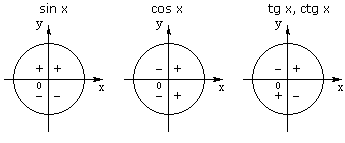 sin x cos x tg x, ctg x
y y y
+ + – + – +
0 x 0 x 0 x
– – – + + –